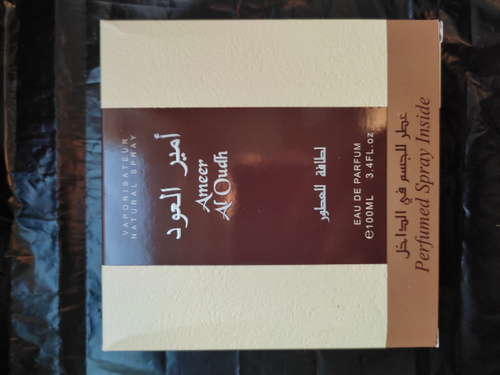 VAPORISATEUR
NATURAL SPRAY
أمير العود
Ameer
Al Oudh
لطافة للعطور
EAU DE PARFUM
℮100ML 3.4FL.oz.
عطر للجسم في الداخل
Perfumed Spray Inside